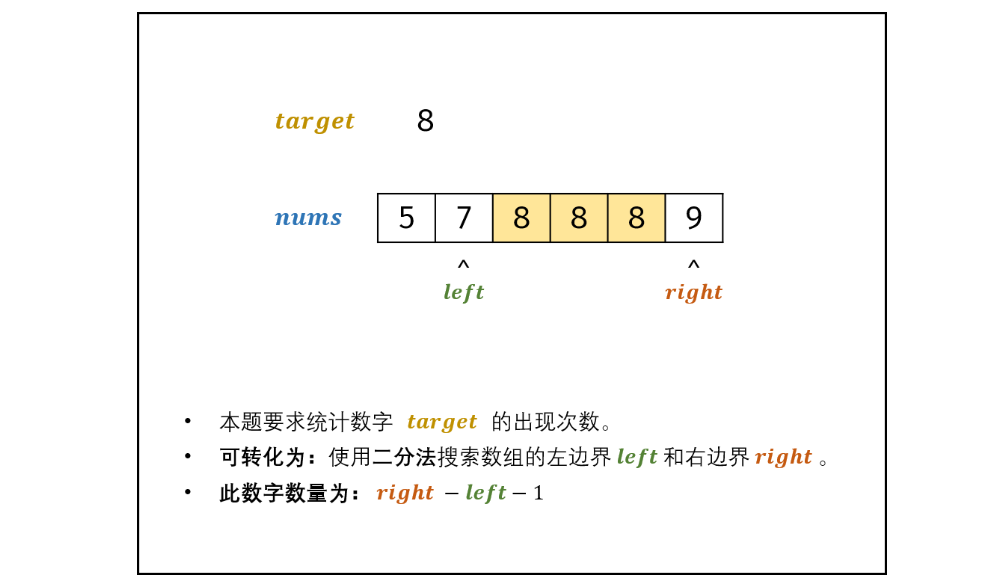 target 8
nums 5 7 8 8 8 9
^ ^
left right
• 本题要求统计数字 target 的出现次数。
• 可转化为：使用二分法搜索数组的左边界 left 和右边界 right 。
• 此数字数量为： right − left − 1